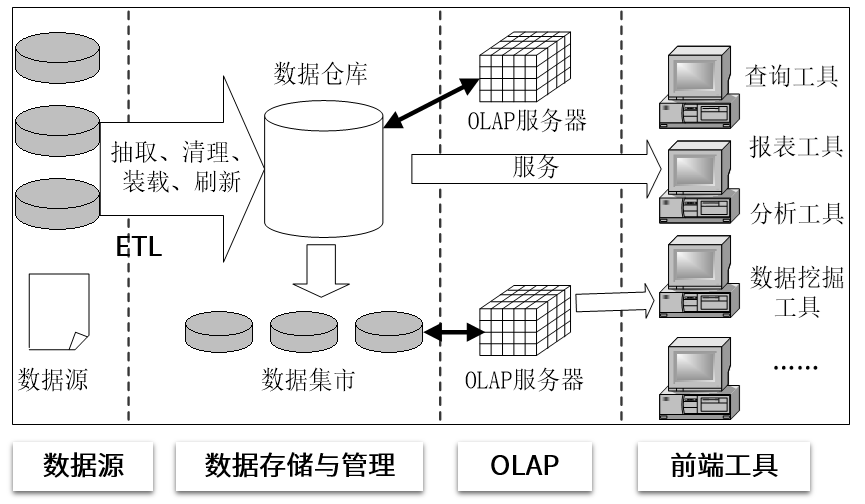 数据仓库
OLAP服务器
查询工具
抽取、清理、
装载、刷新
服务
报表工具
分析工具
ETL
数据挖掘
工具
数据源
数据集市
OLAP服务器
……
数据源
数据存储与管理
OLAP
前端工具